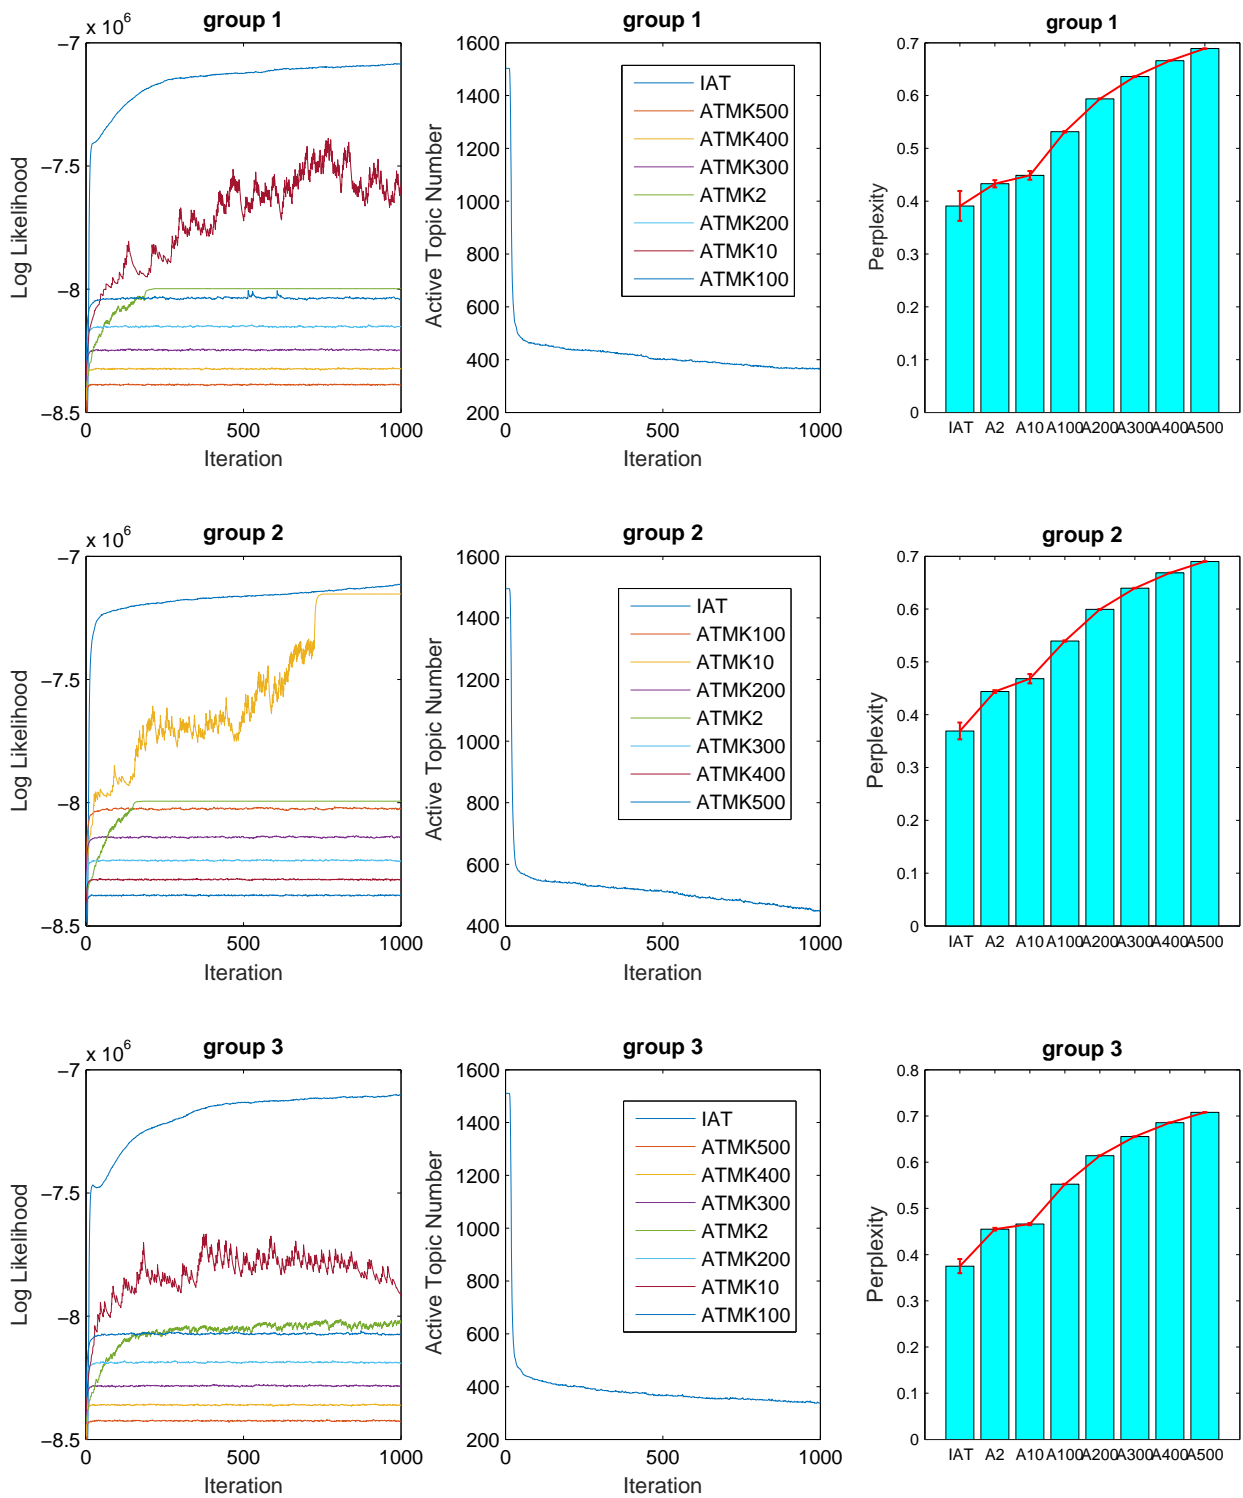 group 1
x 10^6
−7
−7.5
−8
−8.5
0
500
1000
Log Likelihood
Iteration
group 1
1600
1400
1200
1000
800
600
400
200
0
500
1000
Active Topic Number
Iteration
IAT
ATMK500
ATMK400
ATMK300
ATMK2
ATMK200
ATMK10
ATMK100
group 1
0.7
0.6
0.5
0.4
0.3
0.2
0.1
0
Perplexity
IAT A2 A10 A100 A200 A300 A400 A500
group 2
x 10^6
−7
−7.5
−8
−8.5
0
500
1000
Log Likelihood
Iteration
group 2
1600
1400
1200
1000
800
600
400
0
500
1000
Active Topic Number
Iteration
IAT
ATMK100
ATMK10
ATMK200
ATMK2
ATMK300
ATMK400
ATMK500
group 2
0.7
0.6
0.5
0.4
0.3
0.2
0.1
0
Perplexity
IAT A2 A10 A100 A200 A300 A400 A500
group 3
x 10^6
−7
−7.5
−8
−8.5
0
500
1000
Log Likelihood
Iteration
group 3
1600
1400
1200
1000
800
600
400
200
0
500
1000
Active Topic Number
Iteration
IAT
ATMK500
ATMK400
ATMK300
ATMK2
ATMK200
ATMK10
ATMK100
group 3
0.8
0.7
0.6
0.5
0.4
0.3
0.2
0.1
0
Perplexity
IAT A2 A10 A100 A200 A300 A400 A500